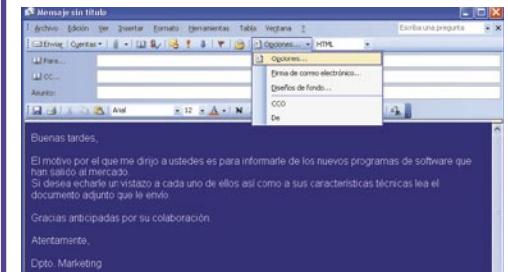 Mensaje sin título
Archivo Edición Ver Insertar Formato Herramientas Tabla Ventana ?
Escriba una pregunta
Enviar Cuentas Opciones... HTML
Para...
Opciones...
Firma de correo electrónico...
CC...
Diseños de fondo...
Asunto:
CCO
Arial 12 A N
De
Buenas tardes,
El motivo por el que me dirijo a ustedes es para informarle de los nuevos programas de software que
han salido al mercado.
Si desea echarle un vistazo a cada uno de ellos así como a sus características técnicas lea el
documento adjunto que le envío
Gracias anticipadas por su colaboración
Atentamente,
Dpto. Marketing